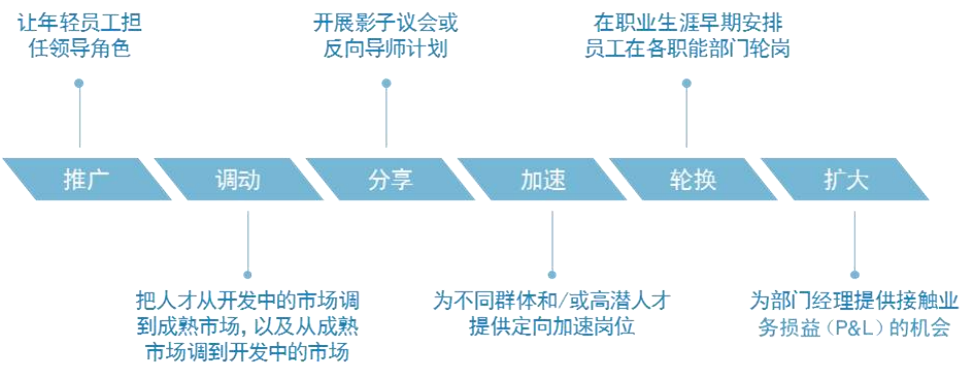 让年轻员工担
任领导角色
开展影子议会或
反向导师计划
在职业生涯早期安排
员工在各职能部门轮岗
推广
调动
分享
加速
轮换
扩大
把人才从开发中的市场调
到成熟市场，以及从成熟
市场调到开发中的市场
为不同群体和/或高潜人才
提供定向加速岗位
为部门经理提供接触业
务损益（P&L）的机会